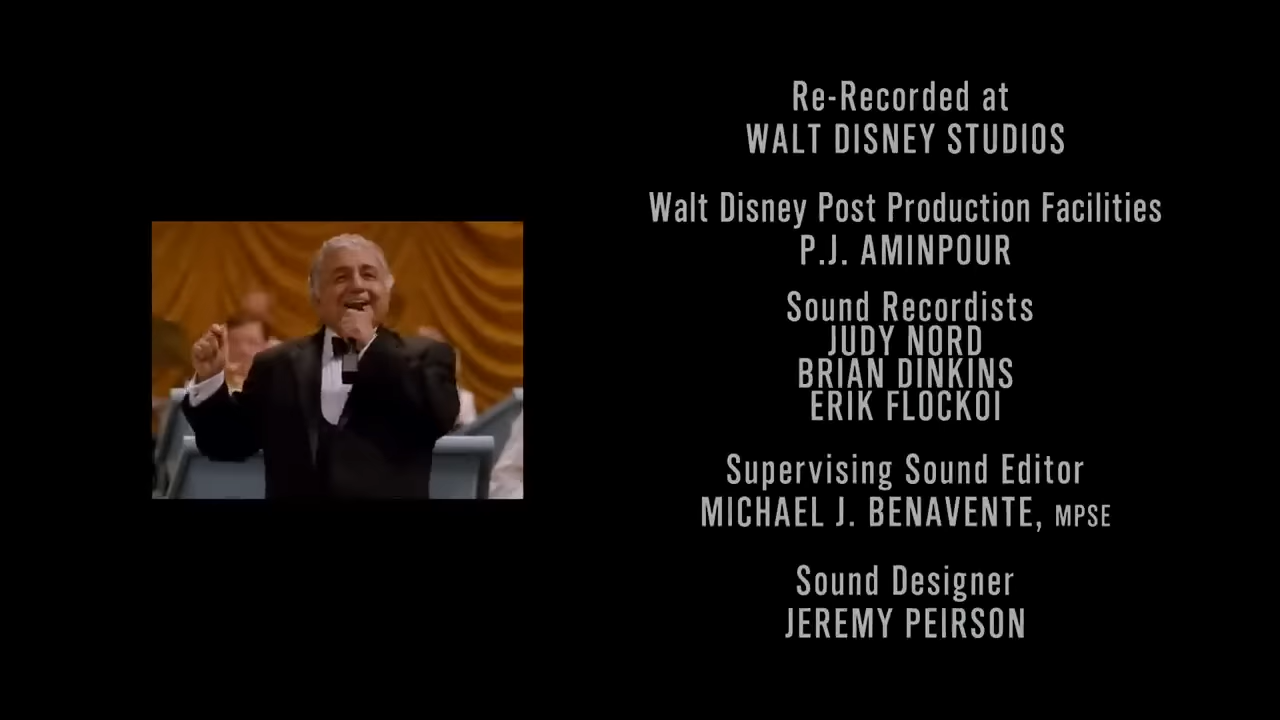 Re-Recorded at
WALT DISNEY STUDIOS
Walt Disney Post Production Facilities
P.J. AMINPOUR
Sound Recordists
JUDY NORD
BRIAN DINKINS
ERIK FLOCKOI
Supervising Sound Editor
MICHAEL J. BENAVENTE, MPSE
Sound Designer
JEREMY PEIRSON